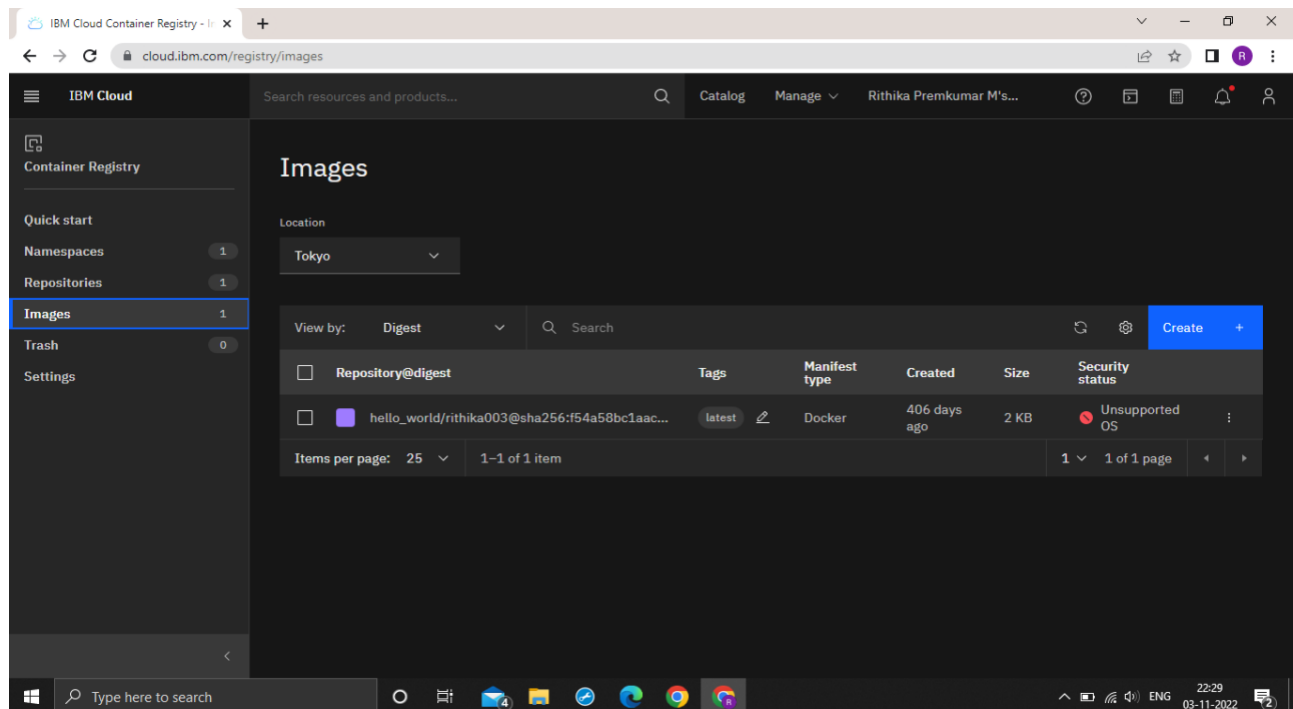 IBM Cloud Container Registry - I
cloud.ibm.com/registry/images
R
IBM Cloud
Search resources and products...
Catalog
Manage
Rithika Premkumar M's...
Container Registry
Quick start
Namespaces 1
Repositories 1
Images 1
Trash 0
Settings
Images
Location
Tokyo
View by: Digest
Search
Create +
Repository@digest Tags Manifest type Created Size Security status
hello_world/rithika003@sha256:f54a58bc1aac... latest Docker 406 days ago 2 KB Unsupported OS
Items per page: 25 1–1 of 1 item 1 1 of 1 page
Type here to search
4
R
ENG
22:29
03-11-2022
2